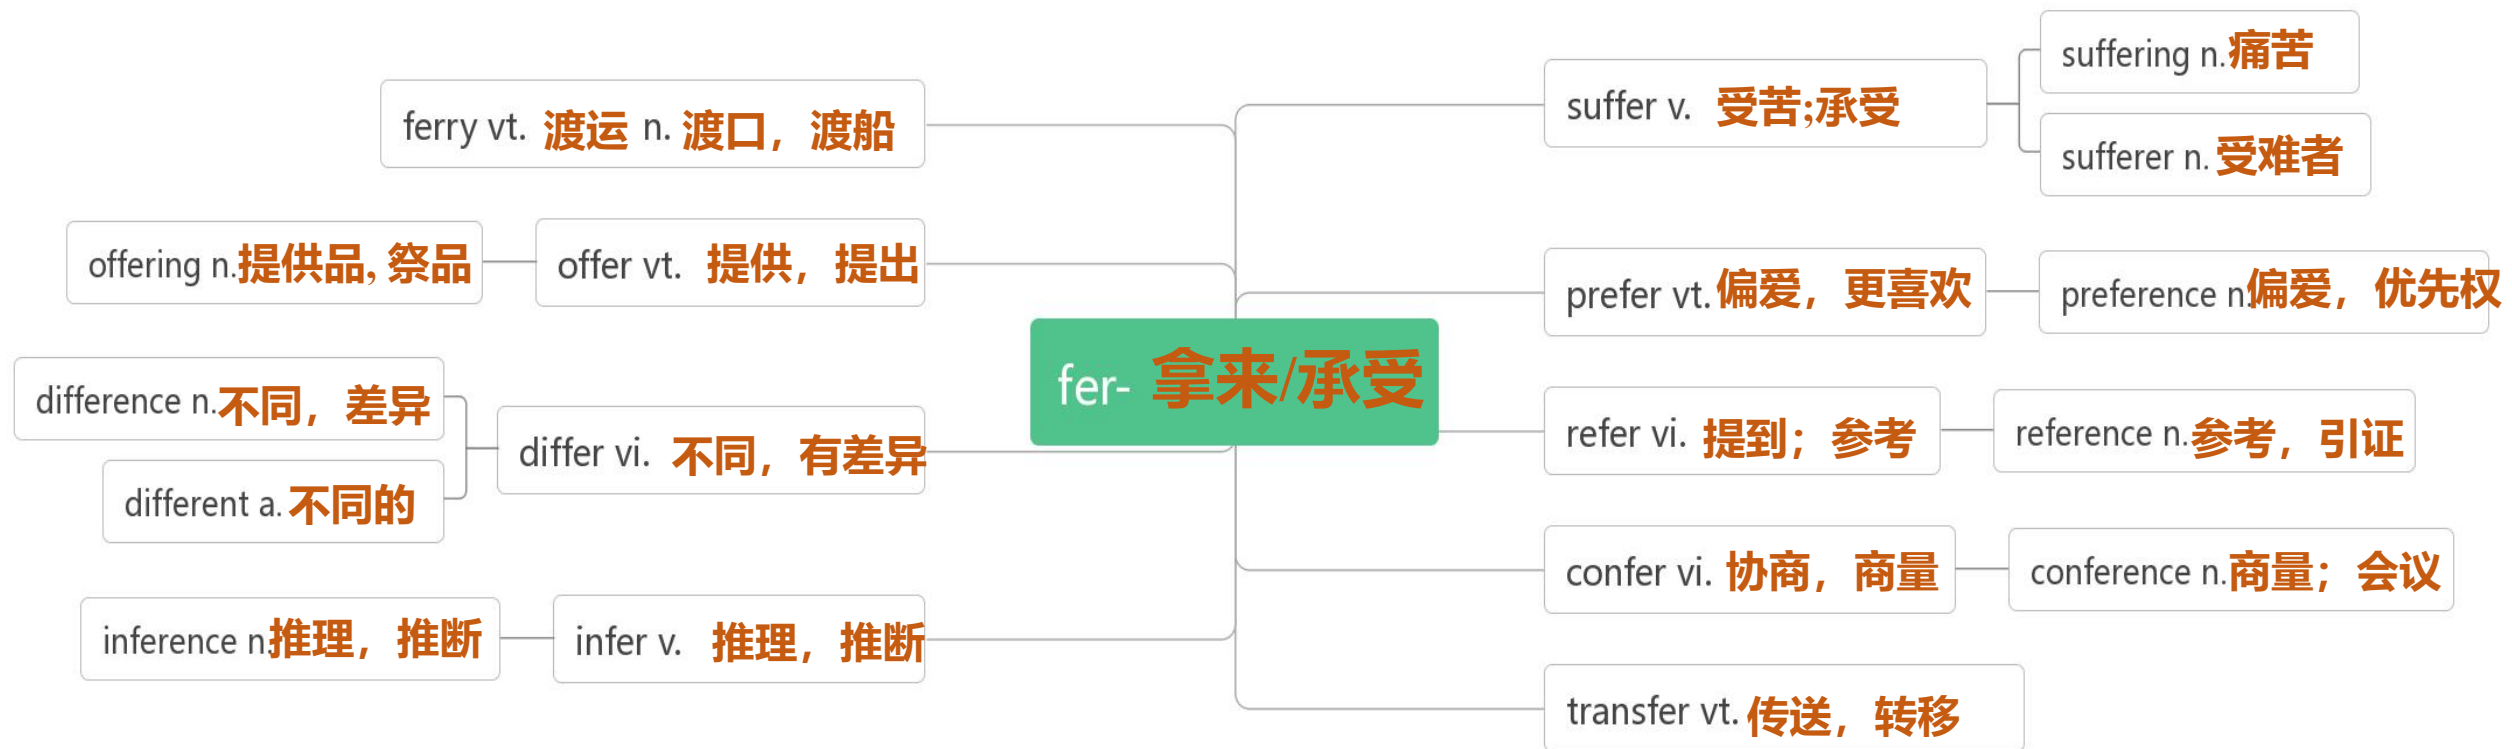 fer- 拿来/承受
ferry vt. 渡运 n. 渡口，渡船
offer vt. 提供，提出
offering n.提供品,祭品
differ vi. 不同，有差异
difference n.不同，差异
different a.不同的
infer v. 推理，推断
inference n.推理，推断
suffer v. 受苦;承受
suffering n.痛苦
sufferer n.受难者
prefer vt.偏爱，更喜欢
preference n.偏爱，优先权
refer vi. 提到；参考
reference n.参考，引证
confer vi. 协商，商量
conference n.商量；会议
transfer vt.传送，转移